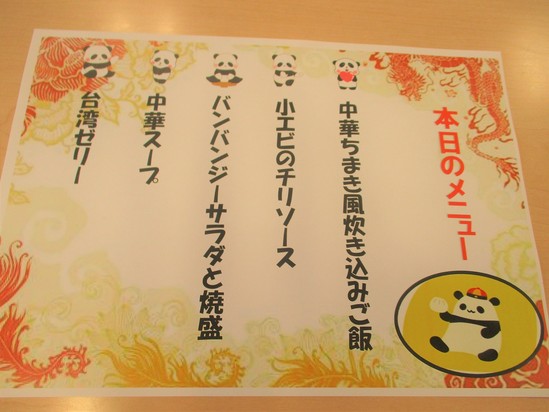 本日のメニュー
中華ちまき風炊き込みご飯
小エビのチリソース
バンバンジーサラダと焼盛
中華スープ
台湾ゼリー